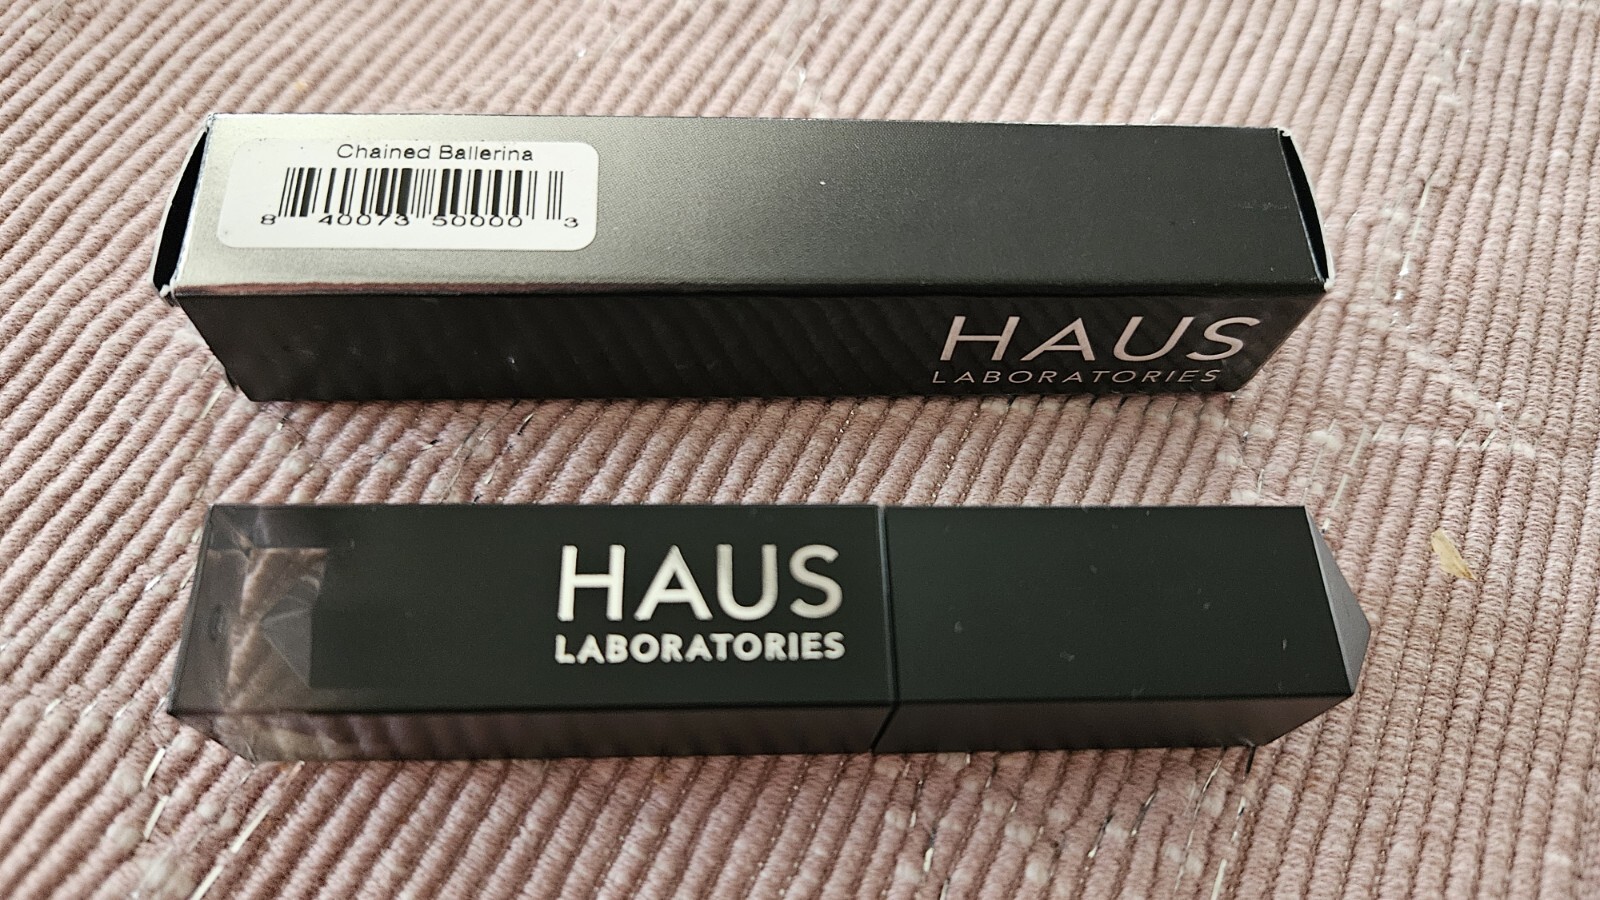 Chained Ballerina
8 40073 50000 3
HAUS
LABORATORIES
HAUS
LABORATORIES